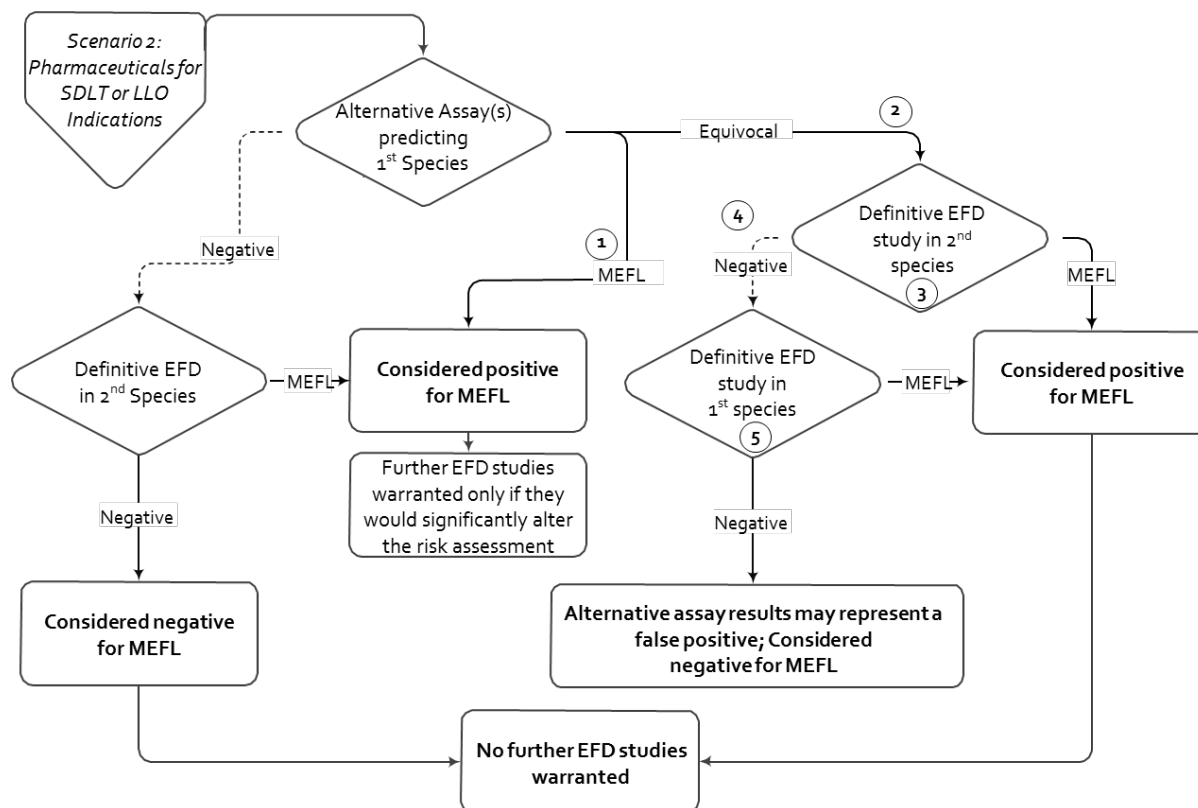 Scenario 2:
Pharmaceuticals for
SDLT or LLO
Indications
Alternative Assay(s)
predicting
1st Species
Negative
1
MEFL
Equivocal
2
Definitive EFD
study in 2nd
species
3
4
Negative
MEFL
Definitive EFD
in 2nd Species
MEFL
Considered positive
for MEFL
Further EFD studies
warranted only if they
would significantly alter
the risk assessment
Definitive EFD
study in
1st species
5
MEFL
Considered positive
for MEFL
Negative
Negative
Considered negative
for MEFL
Alternative assay results may represent a
false positive; Considered
negative for MEFL
No further EFD studies
warranted